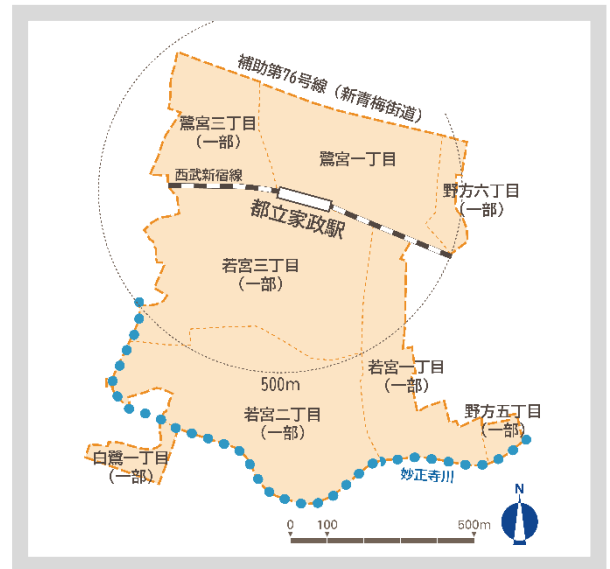 補助第76号線（新青梅街道）
鷺宮三丁目
（一部）
鷺宮一丁目
西武新宿線
野方六丁目
（一部）
都立家政駅
若宮三丁目
（一部）
500m
若宮一丁目
（一部）
若宮二丁目
（一部）
野方五丁目
（一部）
白鷺一丁目
（一部）
妙正寺川
N
0 100 500m